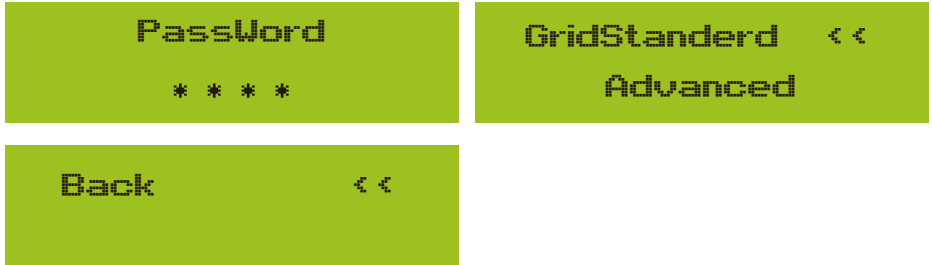 PassWord
* * * *
GridStanderd <<
Advanced
Back <<